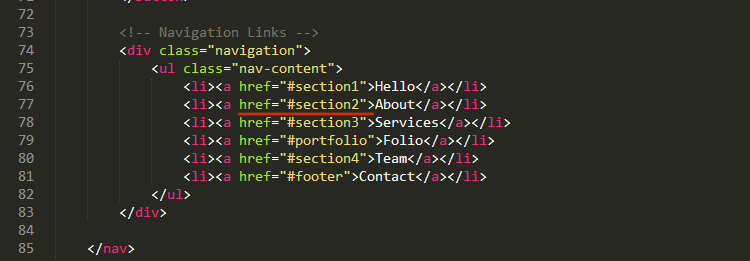 72
73 <!-- Navigation Links -->
74 <div class="navigation">
75 <ul class="nav-content">
76 <li><a href="#section1">Hello</a></li>
77 <li><a href="#section2">About</a></li>
78 <li><a href="#section3">Services</a></li>
79 <li><a href="#portfolio">Folio</a></li>
80 <li><a href="#section4">Team</a></li>
81 <li><a href="#footer">Contact</a></li>
82 </ul>
83 </div>
84
85 </nav>